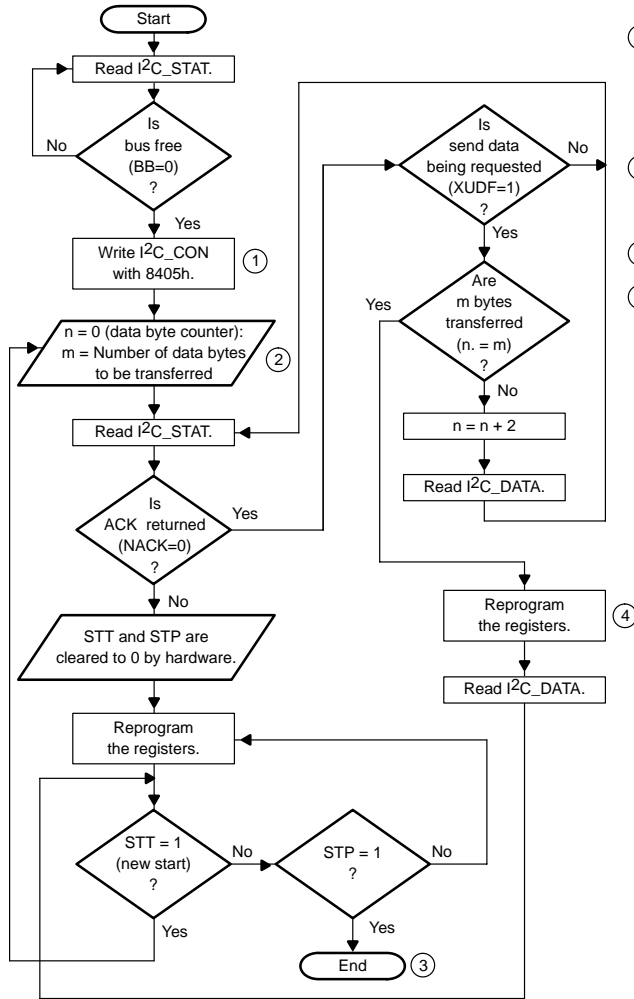 Start
Read I2C_STAT.
Is
bus free
(BB=0)
?
No
Yes
Write I2C_CON
with 8405h.
1
n = 0 (data byte counter):
m = Number of data bytes
to be transferred
2
Read I2C_STAT.
Is
ACK returned
(NACK=0)
?
Yes
No
STT and STP are
cleared to 0 by hardware.
Reprogram
the registers.
STT = 1
(new start)
?
No
Yes
STP = 1
?
No
Yes
End
3
Is
send data
being requested
(XUDF=1)
?
No
Yes
Are
m bytes
transferred
(n. = m)
?
Yes
No
n = n + 2
Read I2C_DATA.
Reprogram
the registers.
4
Read I2C_DATA.